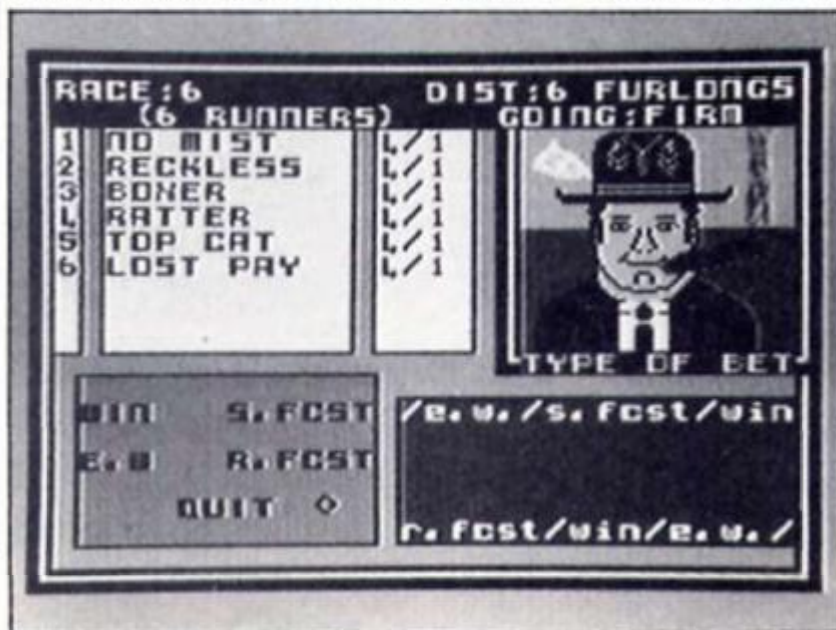 RACE:6 DIST:6 FURLONGS
(6 RUNNERS) GOING:FIRM
1 NO MIST 4/1
2 RECKLESS 4/1
3 BOXER 4/1
4 RATTER 4/1
5 TOP CAT 4/1
6 LOST PAY 4/1
TYPE OF BET
WIN S.FCST
E.W R.FCST
QUIT
/e.w./s.fcst/win
r.fcst/win/e.w./